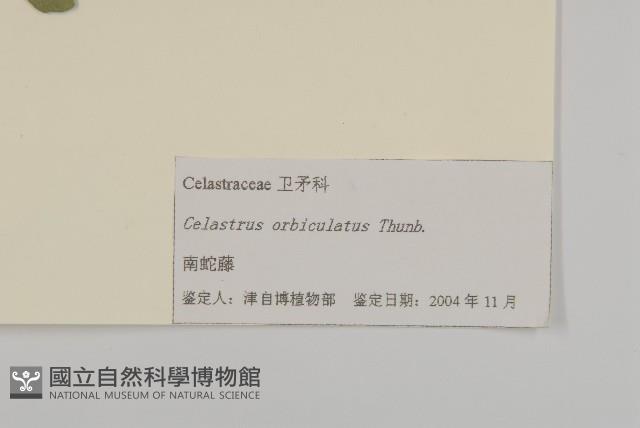 Celastraceae 卫矛科
Celastrus orbiculatus Thunb.
南蛇藤
鉴定人：津自博植物部 鉴定日期：2004 年 11 月
國立自然科學博物館
NATIONAL MUSEUM OF NATURAL SCIENCE